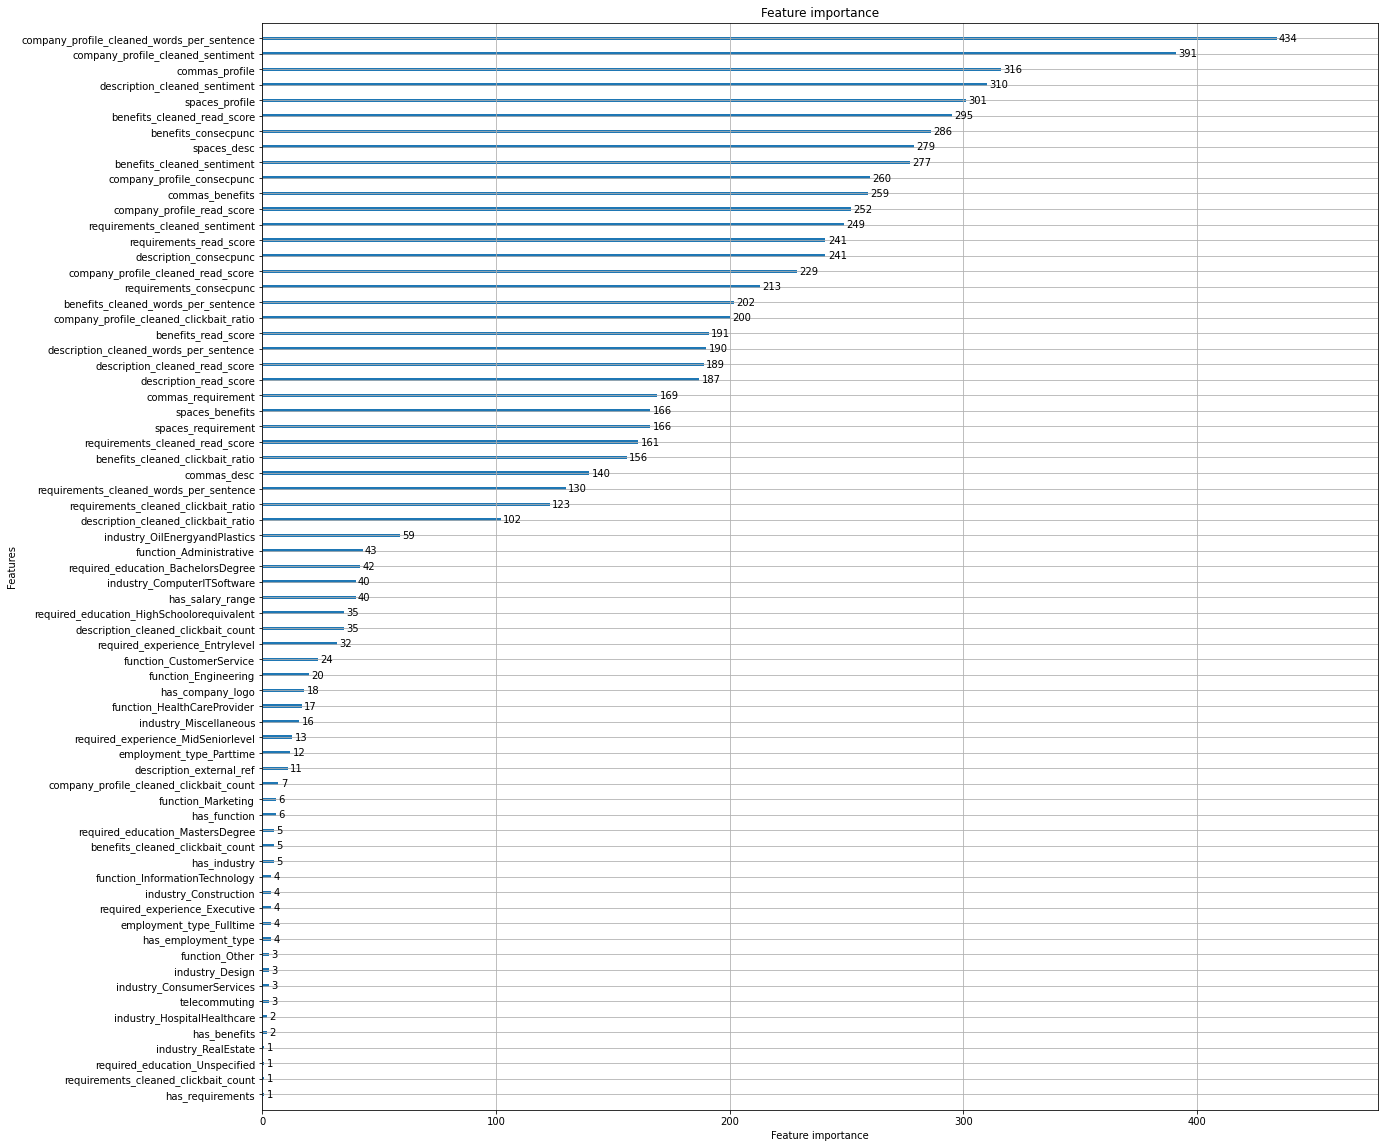 Feature importance
company_profile_cleaned_words_per_sentence 434
company_profile_cleaned_sentiment 391
commas_profile 316
description_cleaned_sentiment 310
spaces_profile 301
benefits_cleaned_read_score 295
benefits_consecpunc 286
spaces_desc 279
benefits_cleaned_sentiment 277
company_profile_consecpunc 260
commas_benefits 259
company_profile_read_score 252
requirements_cleaned_sentiment 249
requirements_read_score 241
description_consecpunc 241
company_profile_cleaned_read_score 229
requirements_consecpunc 213
benefits_cleaned_words_per_sentence 202
company_profile_cleaned_clickbait_ratio 200
benefits_read_score 191
description_cleaned_words_per_sentence 190
description_cleaned_read_score 189
description_read_score 187
commas_requirement 169
spaces_benefits 166
spaces_requirement 166
requirements_cleaned_read_score 161
benefits_cleaned_clickbait_ratio 156
commas_desc 140
requirements_cleaned_words_per_sentence 130
requirements_cleaned_clickbait_ratio 123
description_cleaned_clickbait_ratio 102
industry_OilEnergyandPlastics 59
function_Administrative 43
required_education_BachelorsDegree 42
industry_ComputerITSoftware 40
has_salary_range 40
required_education_HighSchoolorequivalent 35
description_cleaned_clickbait_count 35
required_experience_Entrylevel 32
function_CustomerService 24
function_Engineering 20
has_company_logo 18
function_HealthCareProvider 17
industry_Miscellaneous 16
required_experience_MidSeniorlevel 13
employment_type_Parttime 12
description_external_ref 11
company_profile_cleaned_clickbait_count 7
function_Marketing 6
has_function 6
required_education_MastersDegree 5
benefits_cleaned_clickbait_count 5
has_industry 5
function_InformationTechnology 4
industry_Construction 4
required_experience_Executive 4
employment_type_Fulltime 4
has_employment_type 4
function_Other 3
industry_Design 3
industry_ConsumerServices 3
telecommuting 3
industry_HospitalHealthcare 2
has_benefits 2
industry_RealEstate 1
required_education_Unspecified 1
requirements_cleaned_clickbait_count 1
has_requirements 1
Features
0 100 200 300 400
Feature importance